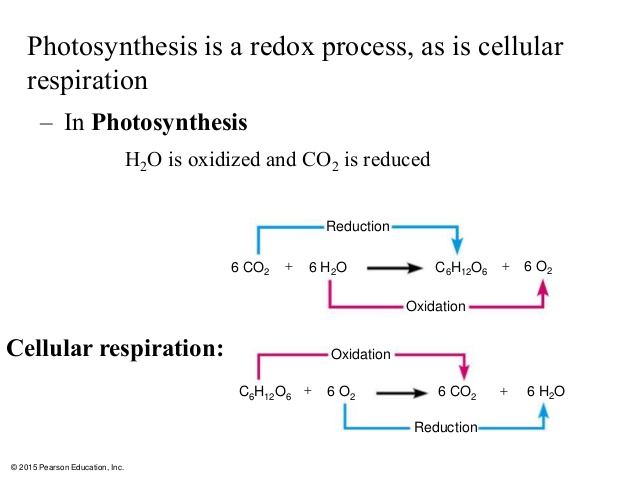 Photosynthesis is a redox process, as is cellular
respiration
– In Photosynthesis
H₂O is oxidized and CO₂ is reduced
Reduction
6 CO₂ + 6 H₂O C₆H₁₂O₆ + 6 O₂
Oxidation
Cellular respiration:
Oxidation
C₆H₁₂O₆ + 6 O₂ 6 CO₂ + 6 H₂O
Reduction
© 2015 Pearson Education, Inc.